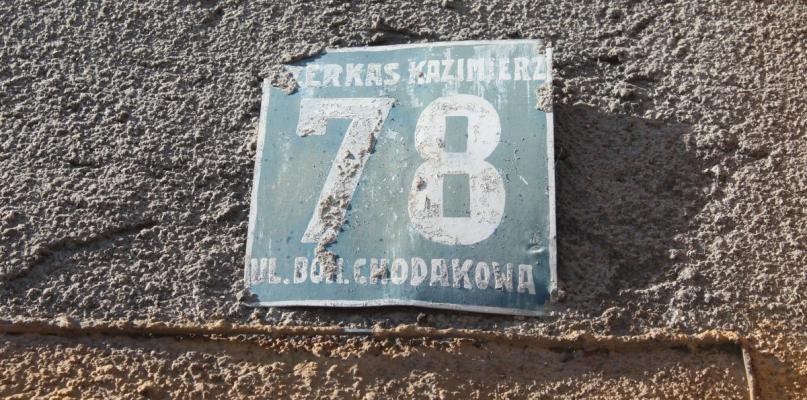 ZERKAS KAZIMIERZ
78
UL. BOH. CHODAKOWA